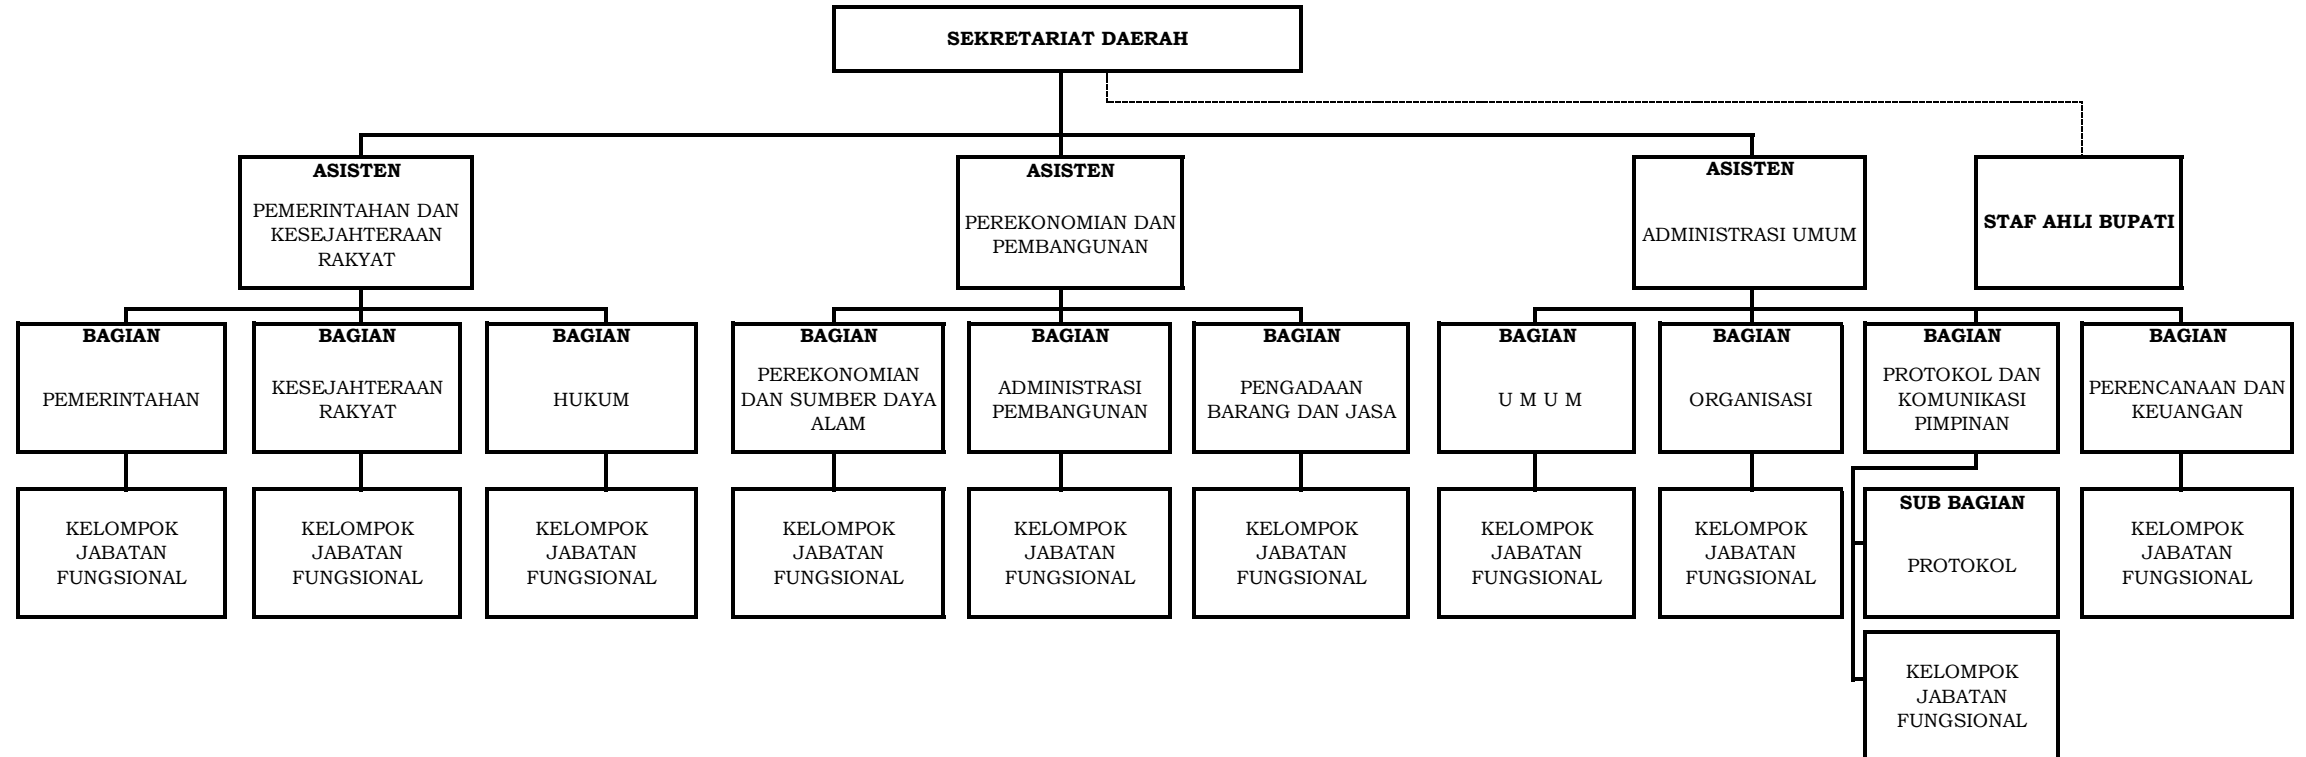 SEKRETARIAT DAERAH
ASISTEN
PEMERINTAHAN DAN
KESEJAHTERAAN
RAKYAT
ASISTEN
PEREKONOMIAN DAN
PEMBANGUNAN
ASISTEN
ADMINISTRASI UMUM
STAF AHLI BUPATI
BAGIAN
PEMERINTAHAN
BAGIAN
KESEJAHTERAAN
RAKYAT
BAGIAN
HUKUM
BAGIAN
PEREKONOMIAN
DAN SUMBER DAYA
ALAM
BAGIAN
ADMINISTRASI
PEMBANGUNAN
BAGIAN
PENGADAAN
BARANG DAN JASA
BAGIAN
U M U M
BAGIAN
ORGANISASI
BAGIAN
PROTOKOL DAN
KOMUNIKASI
PIMPINAN
BAGIAN
PERENCANAAN DAN
KEUANGAN
KELOMPOK
JABATAN
FUNGSIONAL
KELOMPOK
JABATAN
FUNGSIONAL
KELOMPOK
JABATAN
FUNGSIONAL
KELOMPOK
JABATAN
FUNGSIONAL
KELOMPOK
JABATAN
FUNGSIONAL
KELOMPOK
JABATAN
FUNGSIONAL
KELOMPOK
JABATAN
FUNGSIONAL
KELOMPOK
JABATAN
FUNGSIONAL
SUB BAGIAN
PROTOKOL
KELOMPOK
JABATAN
FUNGSIONAL
KELOMPOK
JABATAN
FUNGSIONAL